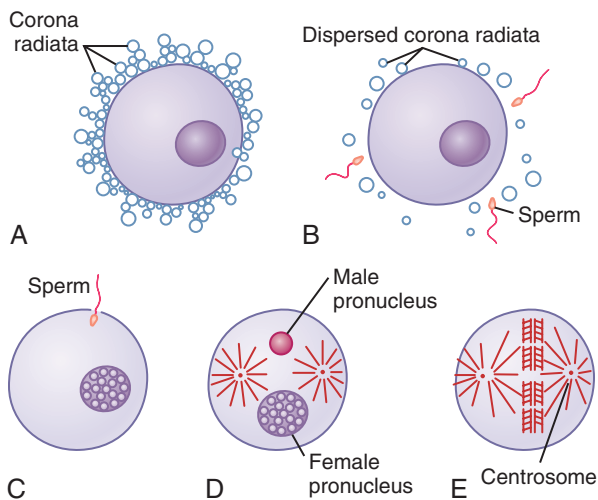 Corona
radiata
Dispersed corona radiata
A
B
Sperm
Sperm
Male
pronucleus
C
D
Female
pronucleus
E
Centrosome